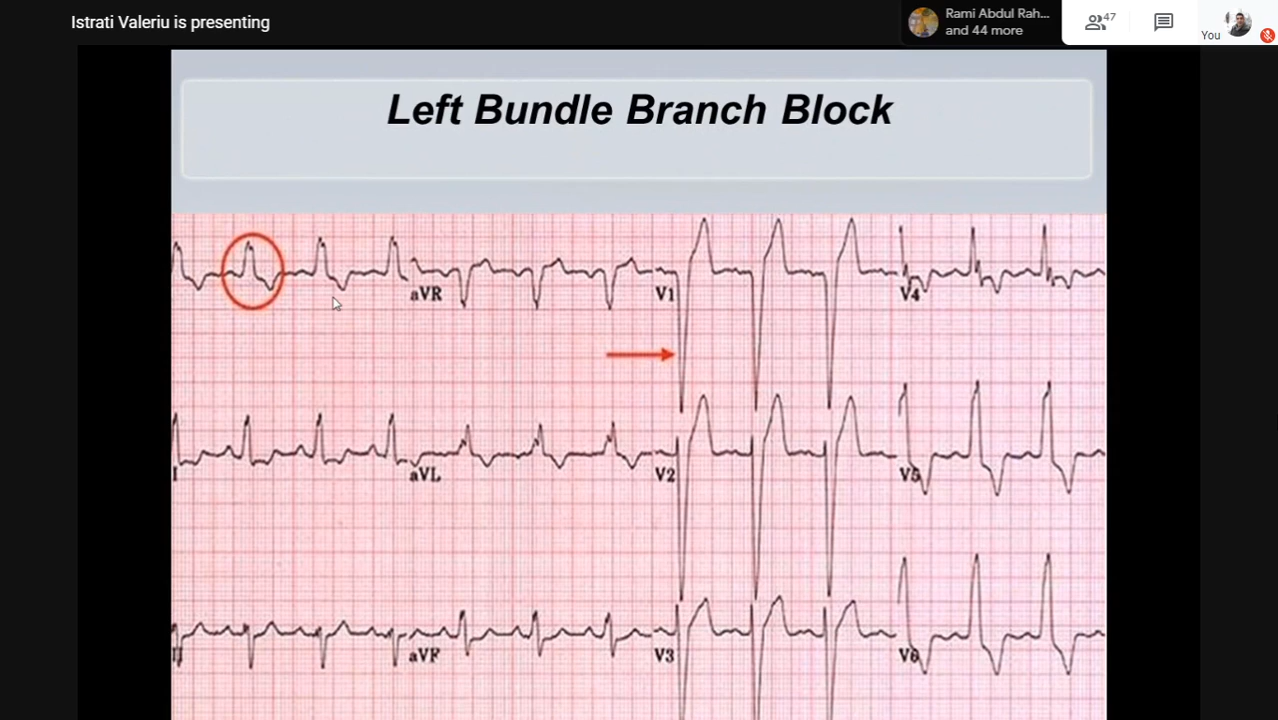 Istrati Valeriu is presenting
Rami Abdul Rah...
and 44 more
47
You
Left Bundle Branch Block
aVR
V1
V4
I
aVL
V2
V5
II
aVF
V3
V6